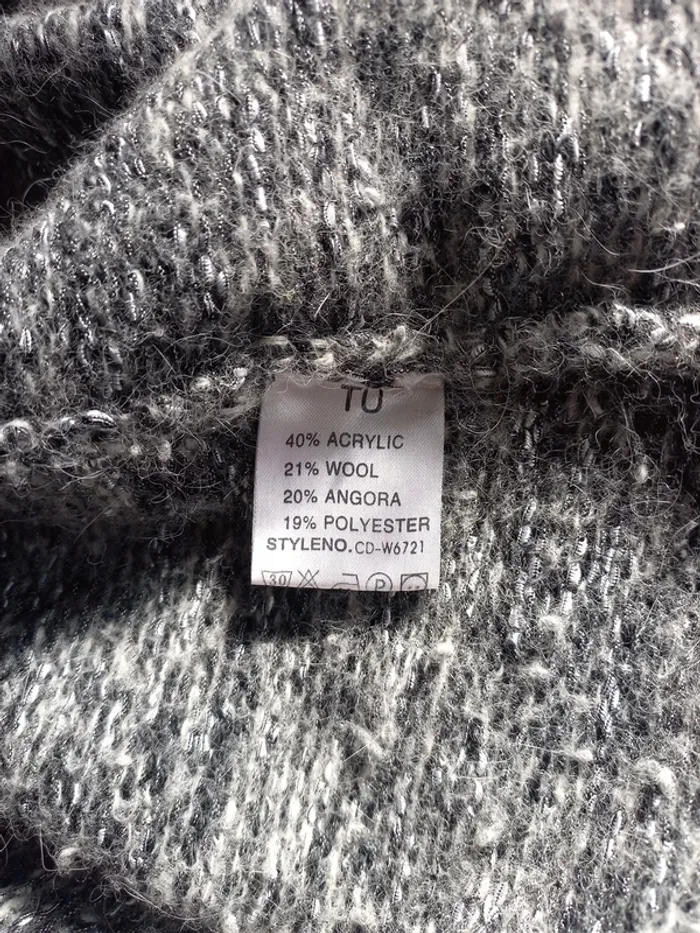 TU
40% ACRYLIC
21% WOOL
20% ANGORA
19% POLYESTER
STYLENO.CD-W6721
30 P